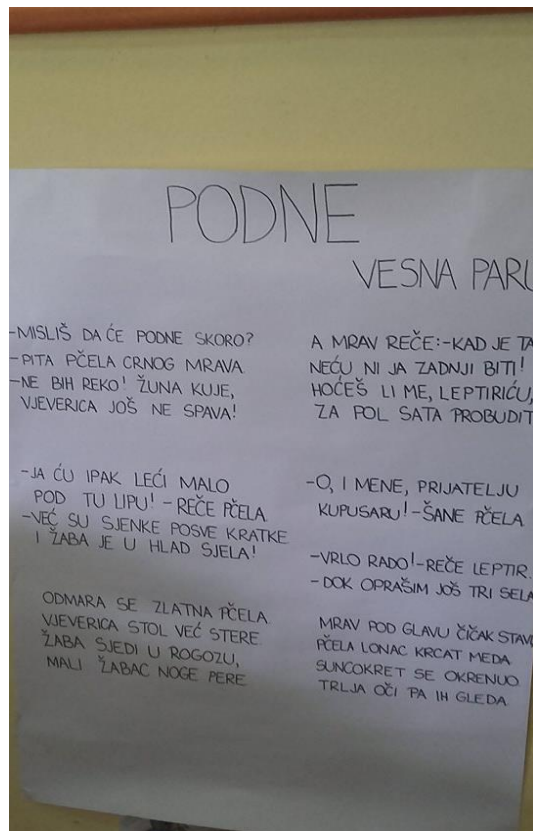 PODNE
VESNA PARU
-MISLIŠ DA ĆE PODNE SKORO?
-PITA PČELA CRNOG MRAVA
-NE BIH REKO! ŽUNA KUJE,
VJEVERICA JOŠ NE SPAVA!
-JA ĆU IPAK LEĆI MALO
POD TU LIPU! - REČE PČELA
-VEĆ SU SJENKE POSVE KRATKE
I ŽABA JE U HLAD SJELA!
ODMARA SE ZLATNA PČELA
VJEVERICA STOL VEĆ STERE
ŽABA SJEDI U ROGOZU,
MALI ŽABAC NOGE PERE
A MRAV REČE:-KAD JE TA
NEĆU NI JA ZADNJI BITI!
HOĆEŠ LI ME, LEPTIRIĆU,
ZA POL SATA PROBUDIT
-O, I MENE, PRIJATELJU
KUPUSARU!-ŠANE PČELA
-VRLO RADO!-REČE LEPTIR.
- DOK OPRAŠIM JOŠ TRI SELA
MRAV POD GLAVU ČIČAK STAV
PČELA LONAC KRCAT MEDA
SUNCOKRET SE OKRENUO
TRLJA OČI PA IH GLEDA